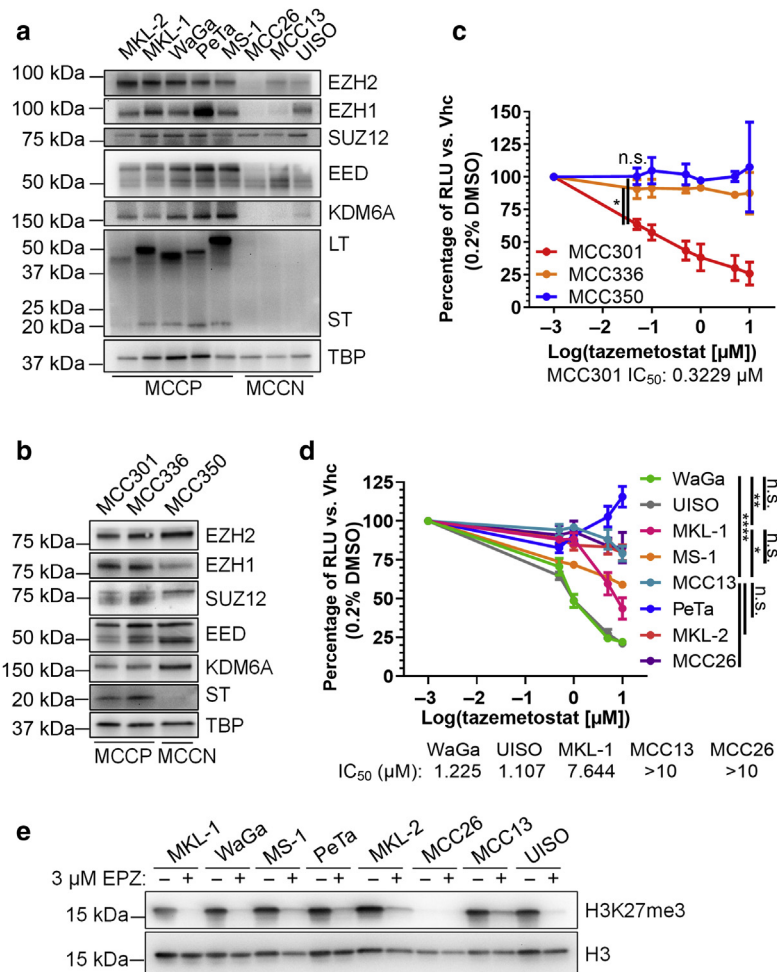 a
MKL-2 MKL-1 WaGa PeTa MS-1 MCC26 MCC13 UISO
100 kDa EZH2
100 kDa EZH1
75 kDa SUZ12
50 kDa EED
150 kDa KDM6A
50 kDa LT
37 kDa
25 kDa
20 kDa ST
37 kDa TBP
MCCP MCCN
b
MCC301 MCC336 MCC350
75 kDa EZH2
75 kDa EZH1
75 kDa SUZ12
50 kDa EED
150 kDa KDM6A
20 kDa ST
37 kDa TBP
MCCP MCCN
c
Percentage of RLU vs. Vhc
(0.2% DMSO)
150
125
100
75
50
25
0
n.s.
*
MCC301
MCC336
MCC350
–3 –2 –1 0 1
Log(tazemetostat [µM])
MCC301 IC50: 0.3229 µM
d
Percentage of RLU vs. Vhc
(0.2% DMSO)
125
100
75
50
25
0
–3 –2 –1 0 1
Log(tazemetostat [µM])
WaGa
UISO
MKL-1
MS-1
MCC13
PeTa
MKL-2
MCC26
n.s.
**
****
n.s.
*
n.s.
WaGa UISO MKL-1 MCC13 MCC26
IC50 (µM): 1.225 1.107 7.644 >10 >10
e
MKL-1 WaGa MS-1 PeTa MKL-2 MCC26 MCC13 UISO
3 µM EPZ: – + – + – + – + – + – + – + – +
15 kDa H3K27me3
15 kDa H3